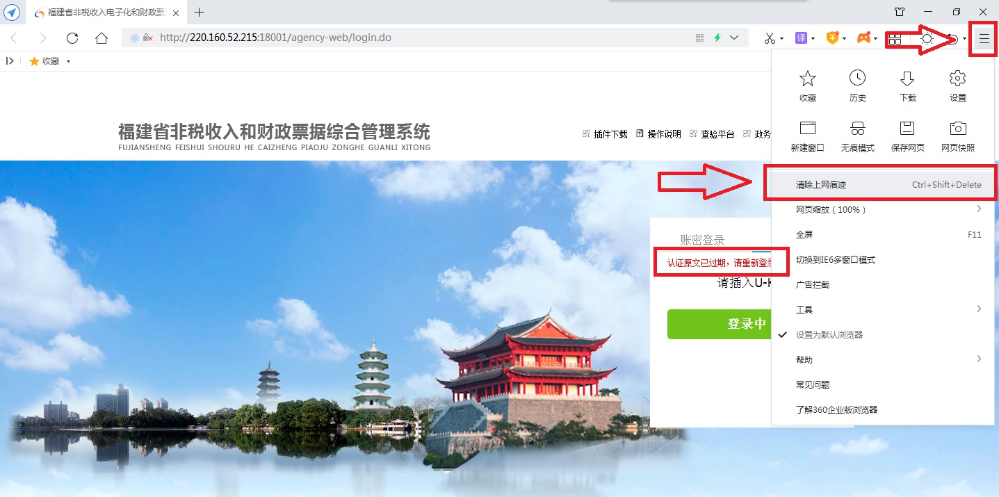 福建省非税收入电子化和财政票
http://220.160.52.215:18001/agency-web/login.do
译
收藏
福建省非税收入和财政票据综合管理系统
FUJIANSHENG FEISHUI SHOURU HE CAIZHENG PIAOJU ZONGHE GUANLI XITONG
插件下载 操作说明 查验平台 政务
账密登录
认证原文已过期，请重新登录
请插入U-K
登录中
收藏 历史 下载 设置
新建窗口 无痕模式 保存网页 网页快照
清除上网痕迹 Ctrl+Shift+Delete
网页缩放（100%）
全屏 F11
切换到IE6多窗口模式
广告拦截
工具
设置为默认浏览器
帮助
常见问题
了解360企业版浏览器